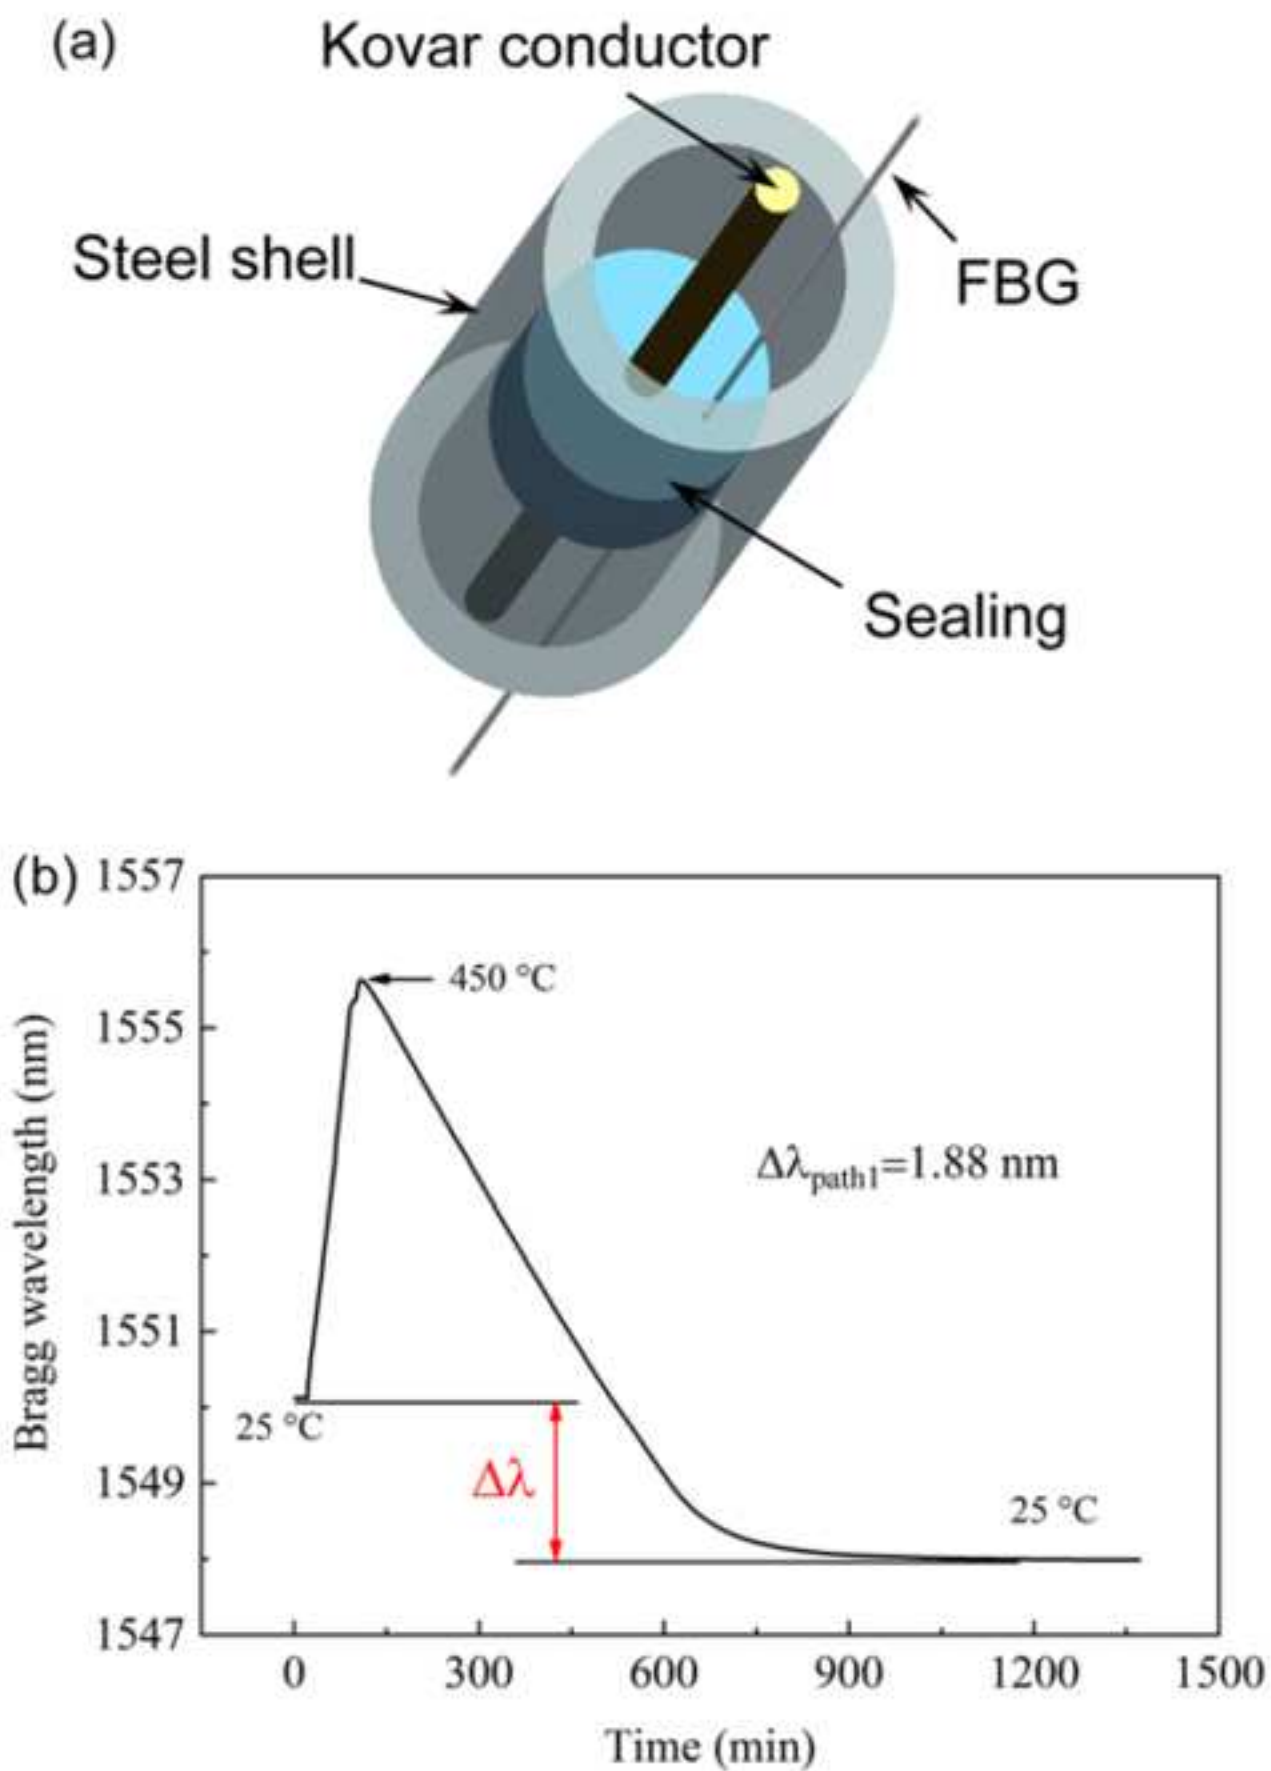 (a)
Kovar conductor
Steel shell
FBG
Sealing
(b)
1557
1555
1553
1551
1549
1547
Bragg wavelength (nm)
450 °C
Δλpath1=1.88 nm
25 °C
Δλ
25 °C
0 300 600 900 1200 1500
Time (min)